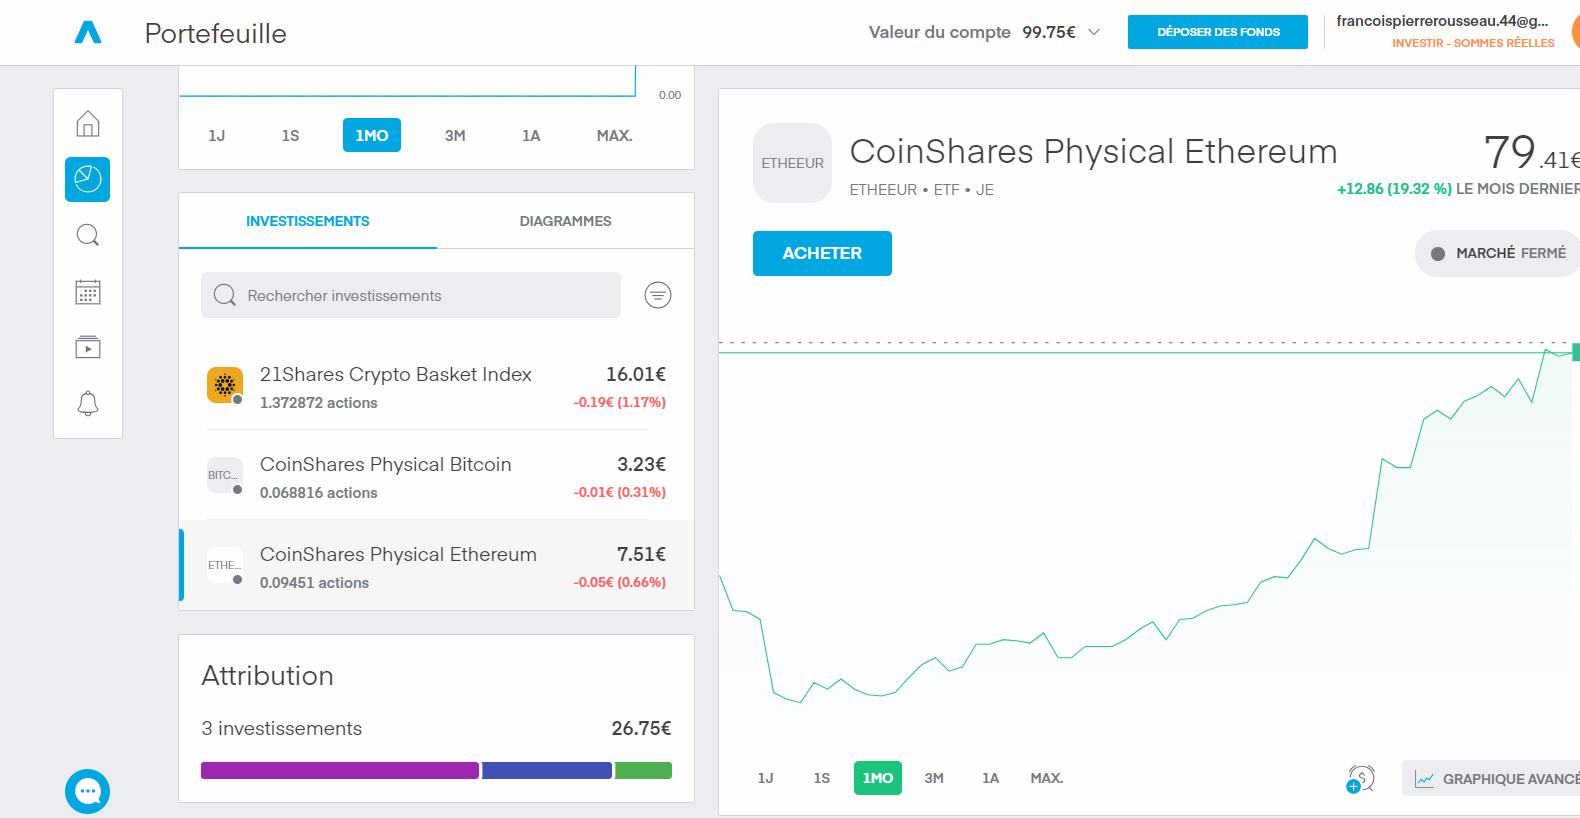 Portefeuille
Valeur du compte 99.75€
DÉPOSER DES FONDS
francoispierrerousseau.44@g...
INVESTIR - SOMMES RÉELLES
0.00
1J 1S 1MO 3M 1A MAX.
INVESTISSEMENTS DIAGRAMMES
Rechercher investissements
21Shares Crypto Basket Index 16.01€
1.372872 actions -0.19€ (1.17%)
BITC...
CoinShares Physical Bitcoin 3.23€
0.068816 actions -0.01€ (0.31%)
ETHE...
CoinShares Physical Ethereum 7.51€
0.09451 actions -0.05€ (0.66%)
Attribution
3 investissements 26.75€
ETHEEUR
CoinShares Physical Ethereum
ETHEEUR • ETF • JE
79.41€
+12.86 (19.32 %) LE MOIS DERNIER
ACHETER
MARCHÉ FERMÉ
1J 1S 1MO 3M 1A MAX.
GRAPHIQUE AVANCÉ